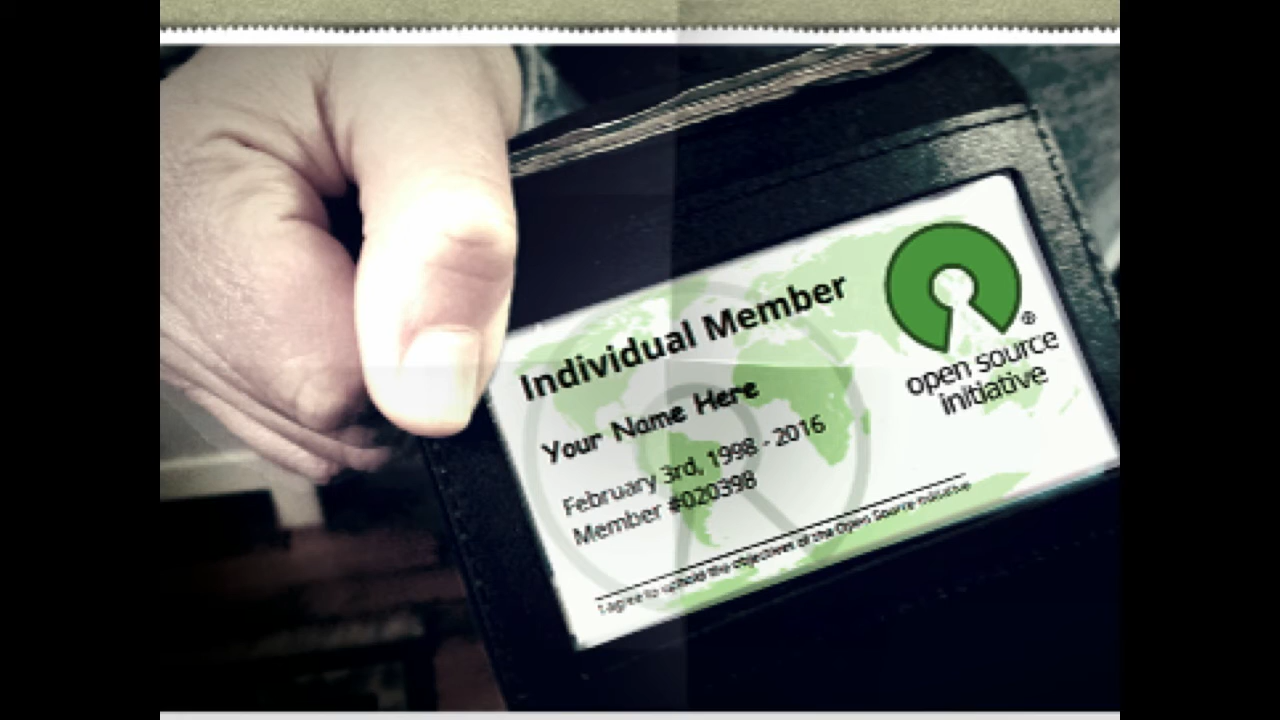 Individual Member
Your Name Here
February 3rd, 1998 - 2016
Member #020398
I agree to uphold the objectives of the Open Source Initiative
®
open source
initiative